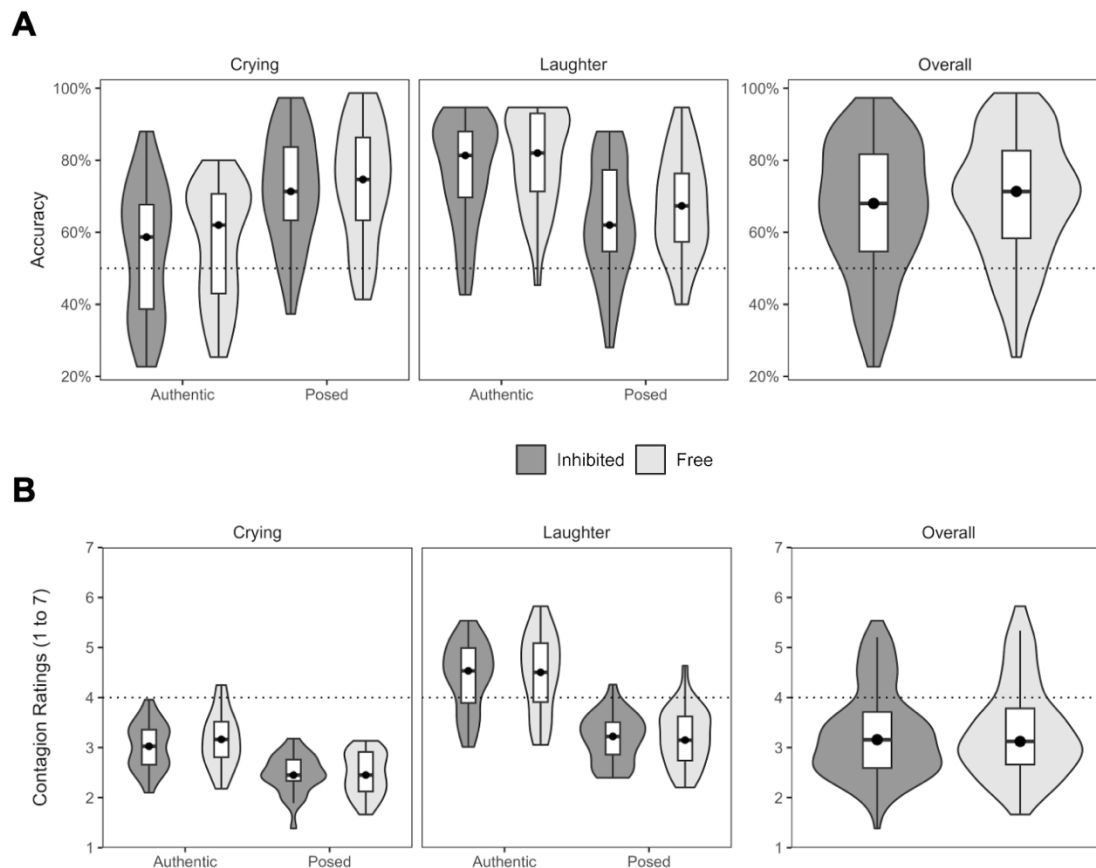 A
Crying Laughter Overall
100%
80%
60%
40%
20%
Accuracy
100%
80%
60%
40%
20%
Authentic Posed Authentic Posed
Inhibited Free
B
Crying Laughter Overall
7
6
5
4
3
2
1
Contagion Ratings (1 to 7)
7
6
5
4
3
2
1
Authentic Posed Authentic Posed